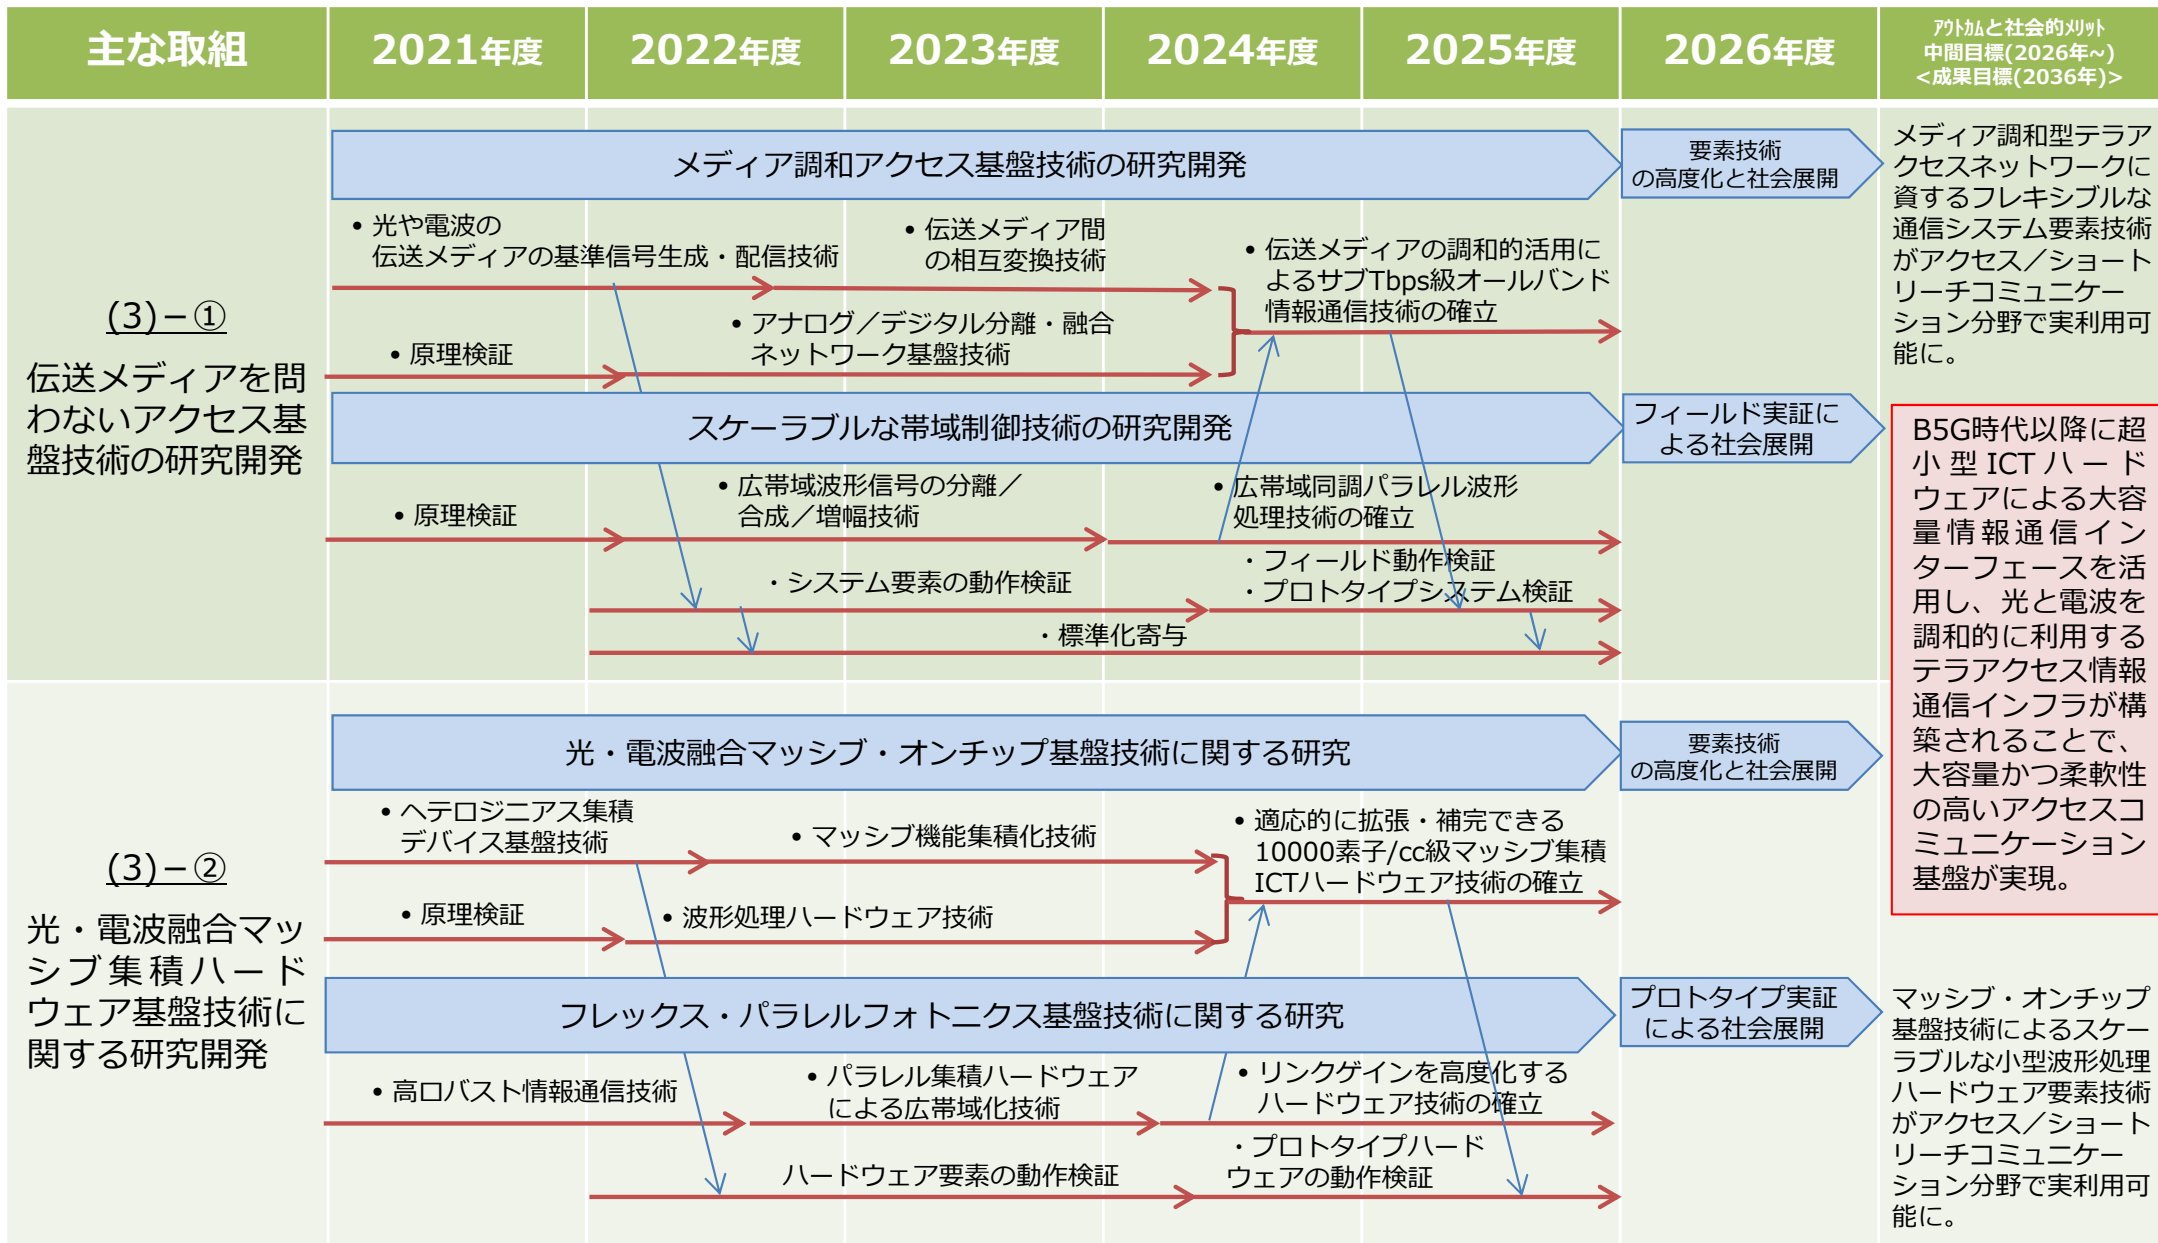 主な取組
2021年度
2022年度
2023年度
2024年度
2025年度
2026年度
ｱｳﾄｶﾑと社会的ﾒﾘｯﾄ
中間目標(2026年~)
<成果目標(2036年)>
(3)－①
伝送メディアを問
わないアクセス基
盤技術の研究開発
メディア調和アクセス基盤技術の研究開発
要素技術
の高度化と社会展開
• 光や電波の
伝送メディアの基準信号生成・配信技術
• 伝送メディア間
の相互変換技術
• 伝送メディアの調和的活用に
よるサブTbps級オールバンド
情報通信技術の確立
• 原理検証
• アナログ／デジタル分離・融合
ネットワーク基盤技術
スケーラブルな帯域制御技術の研究開発
フィールド実証に
よる社会展開
• 原理検証
• 広帯域波形信号の分離／
合成／増幅技術
• 広帯域同調パラレル波形
処理技術の確立
・システム要素の動作検証
・フィールド動作検証
・プロトタイプシステム検証
・標準化寄与
メディア調和型テラア
クセスネットワークに
資するフレキシブルな
通信システム要素技術
がアクセス／ショート
リーチコミュニケー
ション分野で実利用可
能に。
B5G時代以降に超
小型ICTハード
ウェアによる大容
量情報通信イン
ターフェースを活
用し、光と電波を
調和的に利用する
テラアクセス情報
通信インフラが構
築されることで、
大容量かつ柔軟性
の高いアクセスコ
ミュニケーション
基盤が実現。
(3)－②
光・電波融合マッ
シブ集積ハード
ウェア基盤技術に
関する研究開発
光・電波融合マッシブ・オンチップ基盤技術に関する研究
要素技術
の高度化と社会展開
• ヘテロジニアス集積
デバイス基盤技術
• マッシブ機能集積化技術
• 適応的に拡張・補完できる
10000素子/cc級マッシブ集積
ICTハードウェア技術の確立
• 原理検証
• 波形処理ハードウェア技術
フレックス・パラレルフォトニクス基盤技術に関する研究
プロトタイプ実証
による社会展開
• 高ロバスト情報通信技術
• パラレル集積ハードウェア
による広帯域化技術
• リンクゲインを高度化する
ハードウェア技術の確立
ハードウェア要素の動作検証
・プロトタイプハード
ウェアの動作検証
マッシブ・オンチップ
基盤技術によるスケー
ラブルな小型波形処理
ハードウェア要素技術
がアクセス／ショート
リーチコミュニケー
ション分野で実利用可
能に。